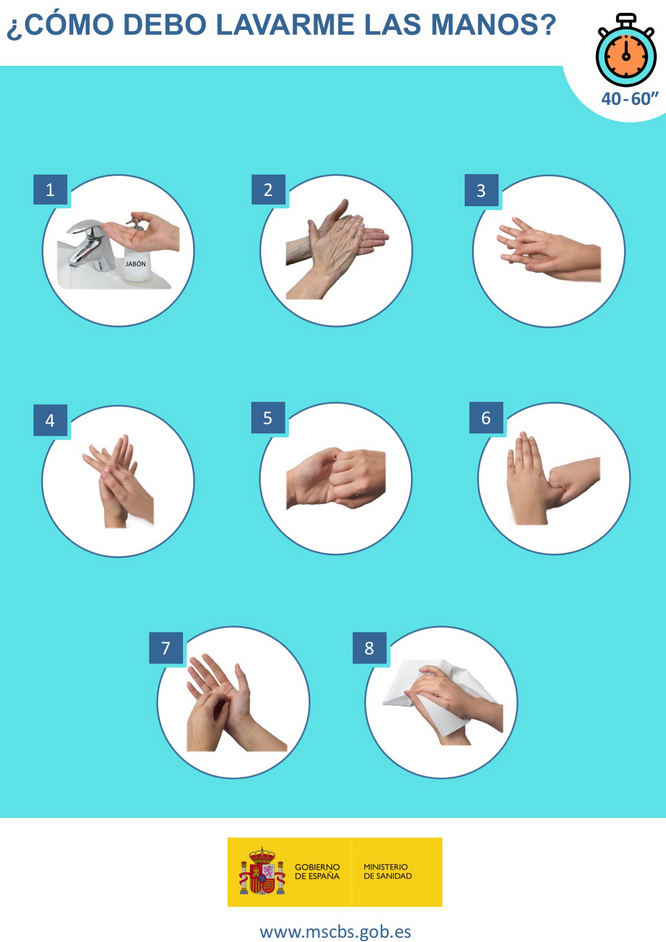 ¿CÓMO DEBO LAVARME LAS MANOS?
40-60”
1
JABÓN
2
3
4
5
6
7
8
GOBIERNO
DE ESPAÑA
MINISTERIO
DE SANIDAD
www.mscbs.gob.es